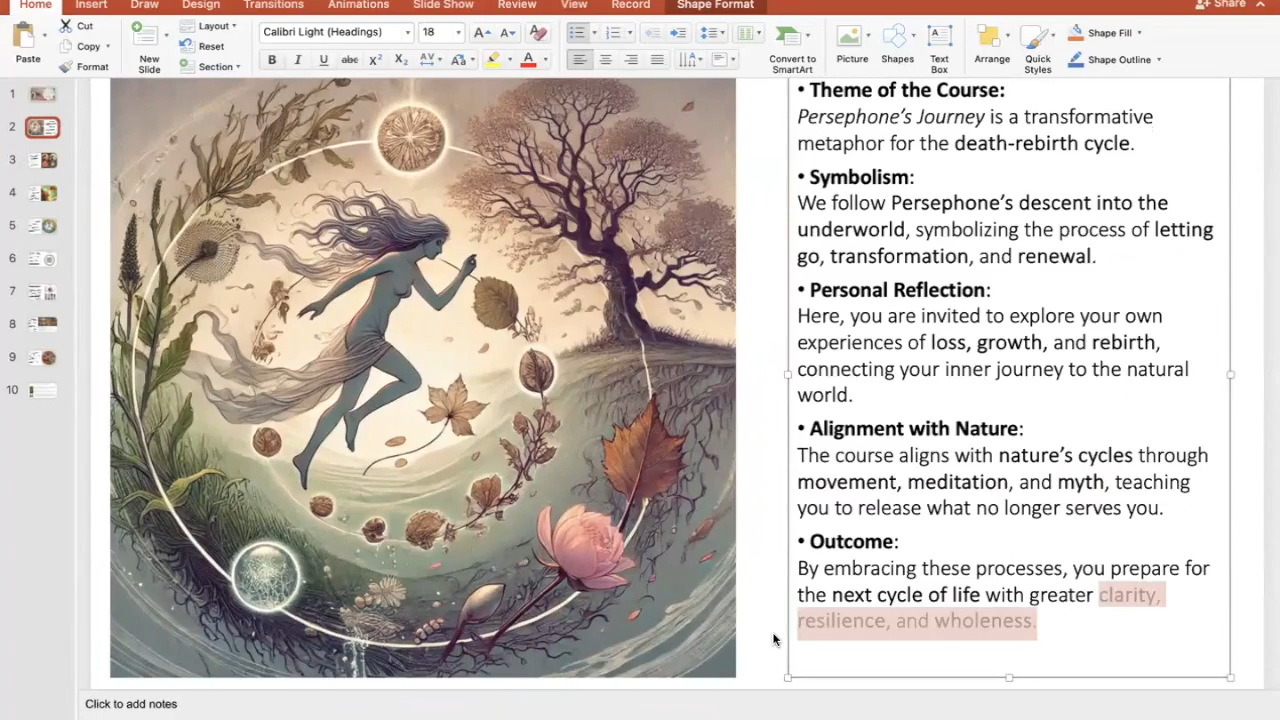 Home Insert Draw Design Transitions Animations Slide Show Review View Record Shape Format Share
Paste
Cut
Copy
Format
New Slide
Layout
Reset
Section
Calibri Light (Headings) 18
Convert to SmartArt
Picture
Shapes
Text Box
Arrange
Quick Styles
Shape Fill
Shape Outline
1
2
3
4
5
6
7
8
9
10
• Theme of the Course:
Persephone's Journey is a transformative
metaphor for the death-rebirth cycle.
• Symbolism:
We follow Persephone's descent into the
underworld, symbolizing the process of letting
go, transformation, and renewal.
• Personal Reflection:
Here, you are invited to explore your own
experiences of loss, growth, and rebirth,
connecting your inner journey to the natural
world.
• Alignment with Nature:
The course aligns with nature's cycles through
movement, meditation, and myth, teaching
you to release what no longer serves you.
• Outcome:
By embracing these processes, you prepare for
the next cycle of life with greater clarity,
resilience, and wholeness.
Click to add notes